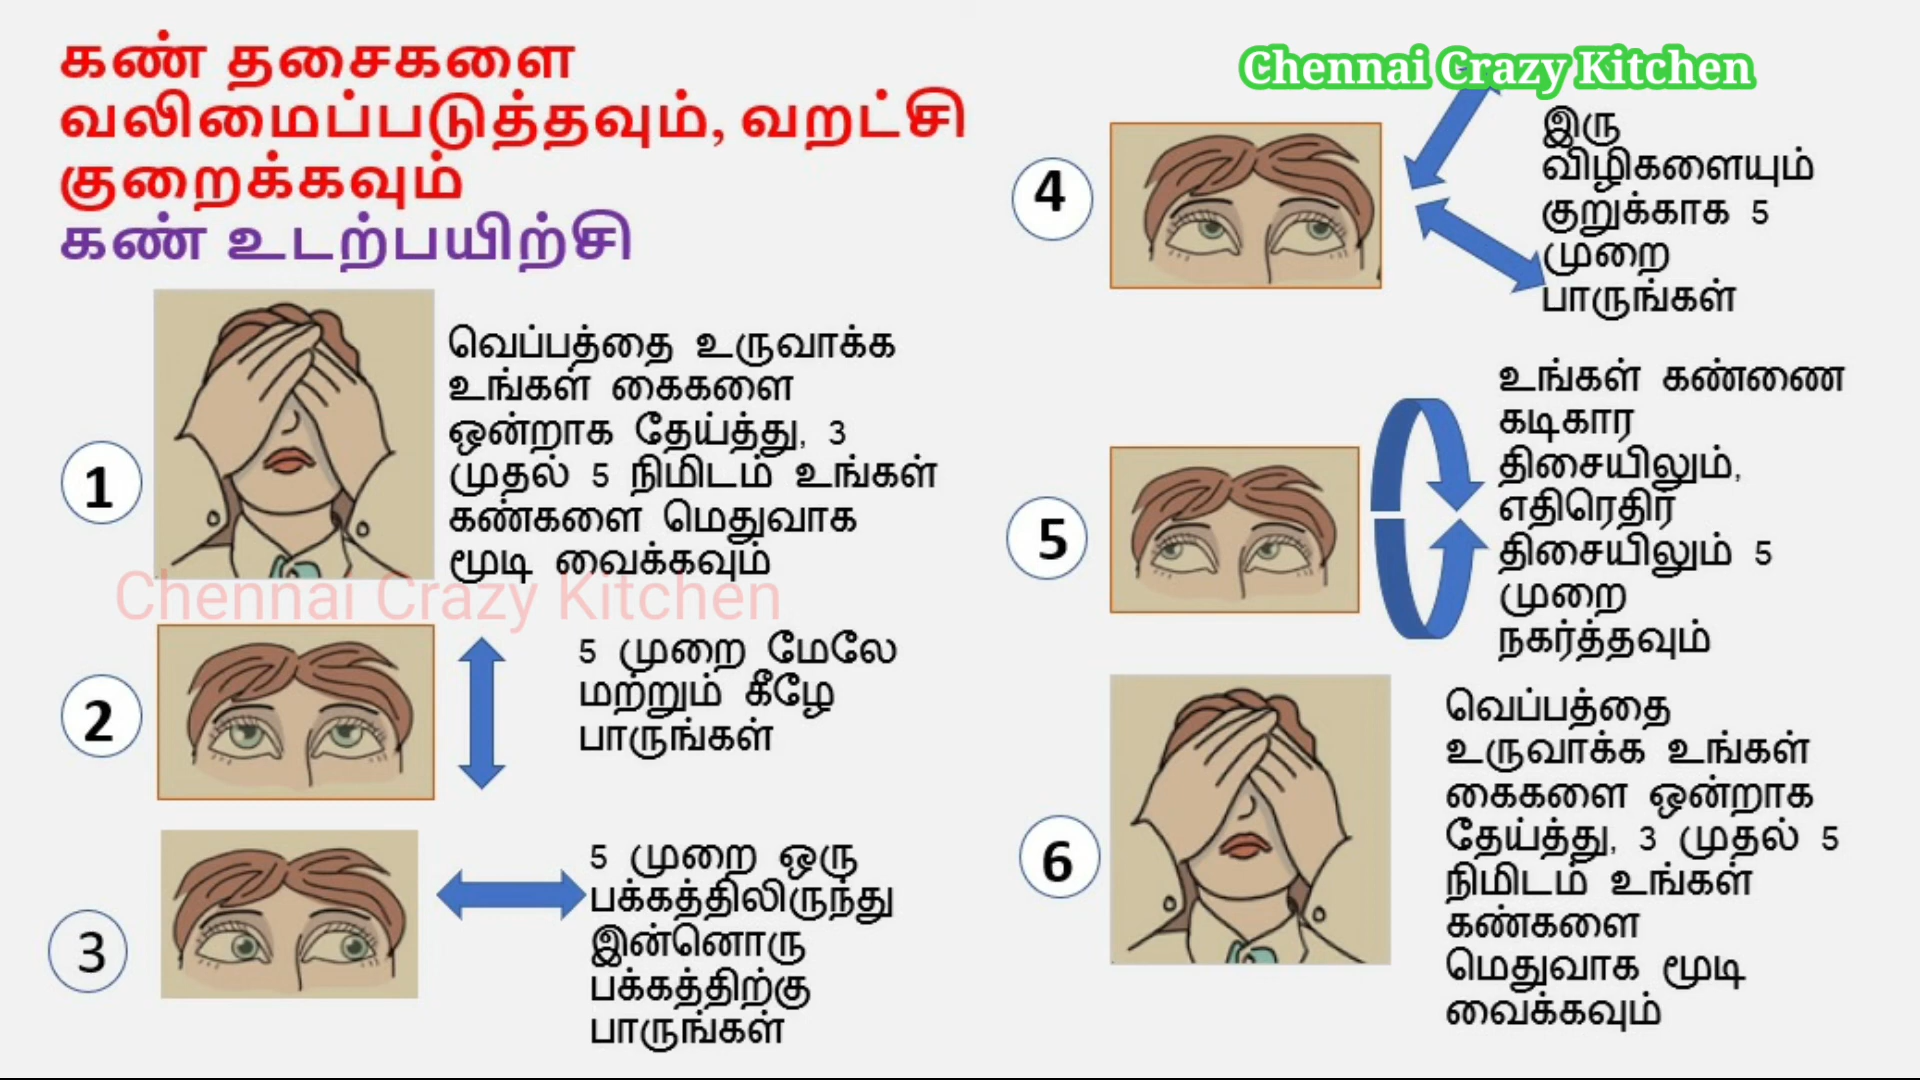 கண் தசைகளை
வலிமைப்படுத்தவும், வறட்சி
குறைக்கவும்
கண் உடற்பயிற்சி
1
வெப்பத்தை உருவாக்க
உங்கள் கைகளை
ஒன்றாக தேய்த்து, 3
முதல் 5 நிமிடம் உங்கள்
கண்களை மெதுவாக
மூடி வைக்கவும்
Chennai Crazy Kitchen
2
5 முறை மேலே
மற்றும் கீழே
பாருங்கள்
3
5 முறை ஒரு
பக்கத்திலிருந்து
இன்னொரு
பக்கத்திற்கு
பாருங்கள்
Chennai Crazy Kitchen
4
இரு
விழிகளையும்
குறுக்காக 5
முறை
பாருங்கள்
5
உங்கள் கண்ணை
கடிகார
திசையிலும்,
எதிரெதிர்
திசையிலும் 5
முறை
நகர்த்தவும்
6
வெப்பத்தை
உருவாக்க உங்கள்
கைகளை ஒன்றாக
தேய்த்து, 3 முதல் 5
நிமிடம் உங்கள்
கண்களை
மெதுவாக மூடி
வைக்கவும்